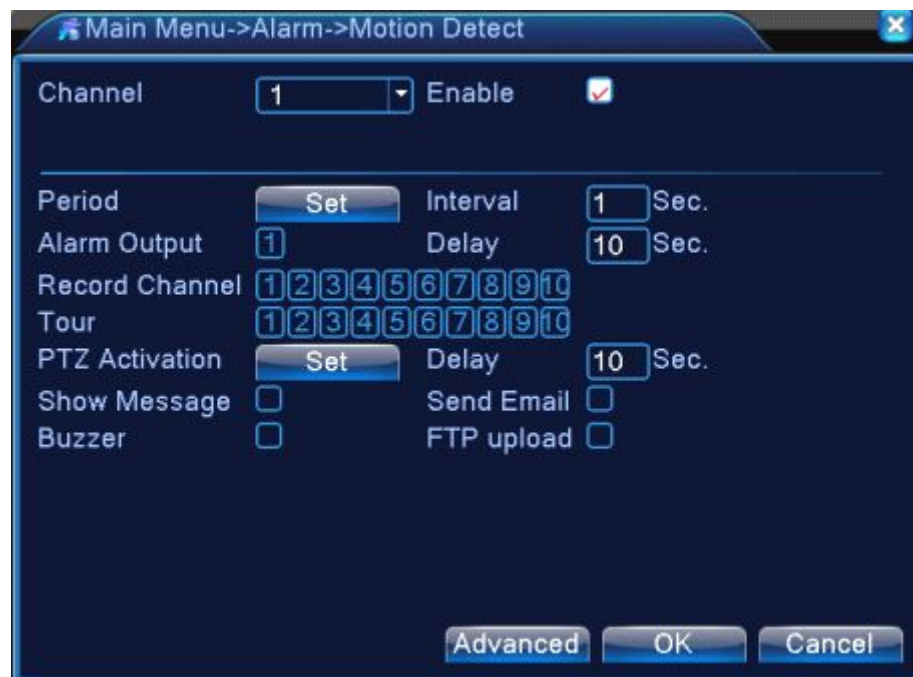 Main Menu->Alarm->Motion Detect
Channel 1 Enable
Period Set Interval 1 Sec.
Alarm Output 1 Delay 10 Sec.
Record Channel 1 2 3 4 5 6 7 8 9 10
Tour 1 2 3 4 5 6 7 8 9 10
PTZ Activation Set Delay 10 Sec.
Show Message Send Email
Buzzer FTP upload
Advanced OK Cancel